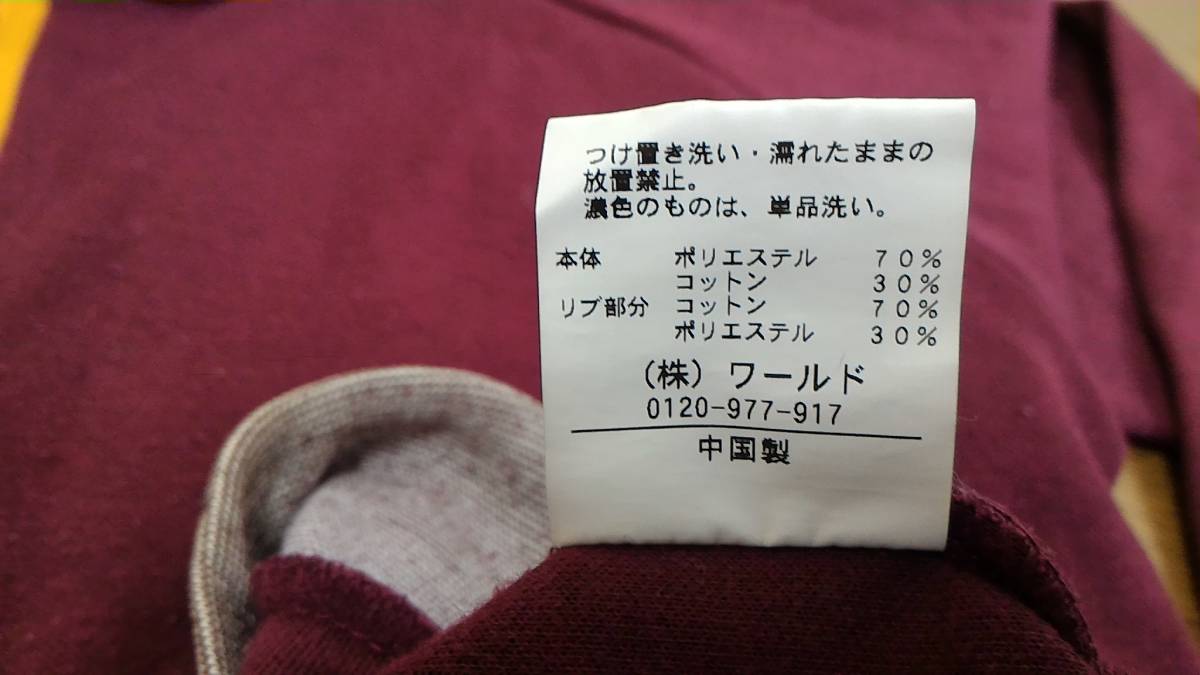 つけ置き洗い・濡れたままの
放置禁止。
濃色のものは、単品洗い。
本体 ポリエステル 70%
コットン 30%
リブ部分 コットン 70%
ポリエステル 30%
(株)ワールド
0120-977-917
中国製